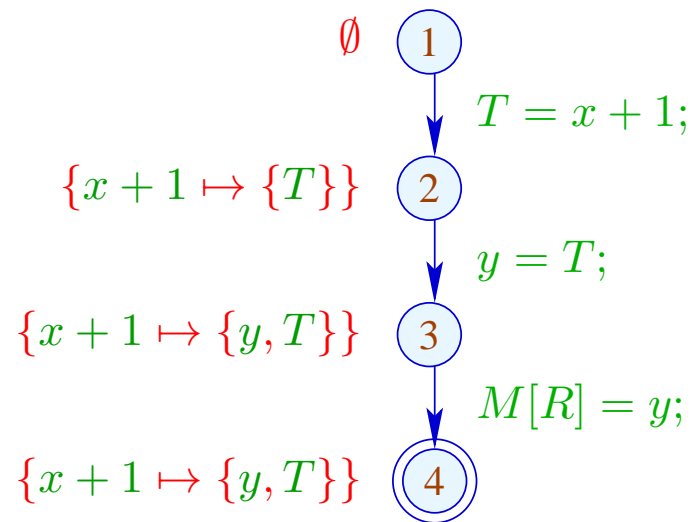 ∅ 1
T = x + 1;
{x + 1 ↦ {T}} 2
y = T;
{x + 1 ↦ {y, T}} 3
M[R] = y;
{x + 1 ↦ {y, T}} 4